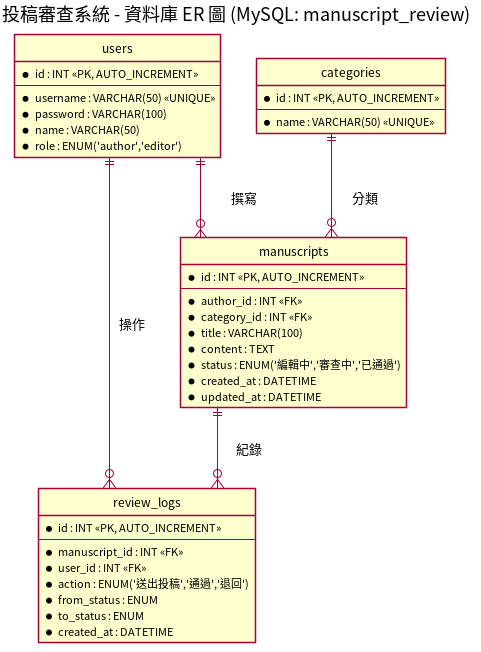 投稿審查系統 - 資料庫 ER 圖 (MySQL: manuscript_review)
users
id : INT «PK, AUTO_INCREMENT»
username : VARCHAR(50) «UNIQUE»
password : VARCHAR(100)
name : VARCHAR(50)
role : ENUM('author','editor')
categories
id : INT «PK, AUTO_INCREMENT»
name : VARCHAR(50) «UNIQUE»
撰寫
分類
manuscripts
id : INT «PK, AUTO_INCREMENT»
author_id : INT «FK»
category_id : INT «FK»
title : VARCHAR(100)
content : TEXT
status : ENUM('編輯中','審查中','已通過')
created_at : DATETIME
updated_at : DATETIME
操作
紀錄
review_logs
id : INT «PK, AUTO_INCREMENT»
manuscript_id : INT «FK»
user_id : INT «FK»
action : ENUM('送出投稿','通過','退回')
from_status : ENUM
to_status : ENUM
created_at : DATETIME